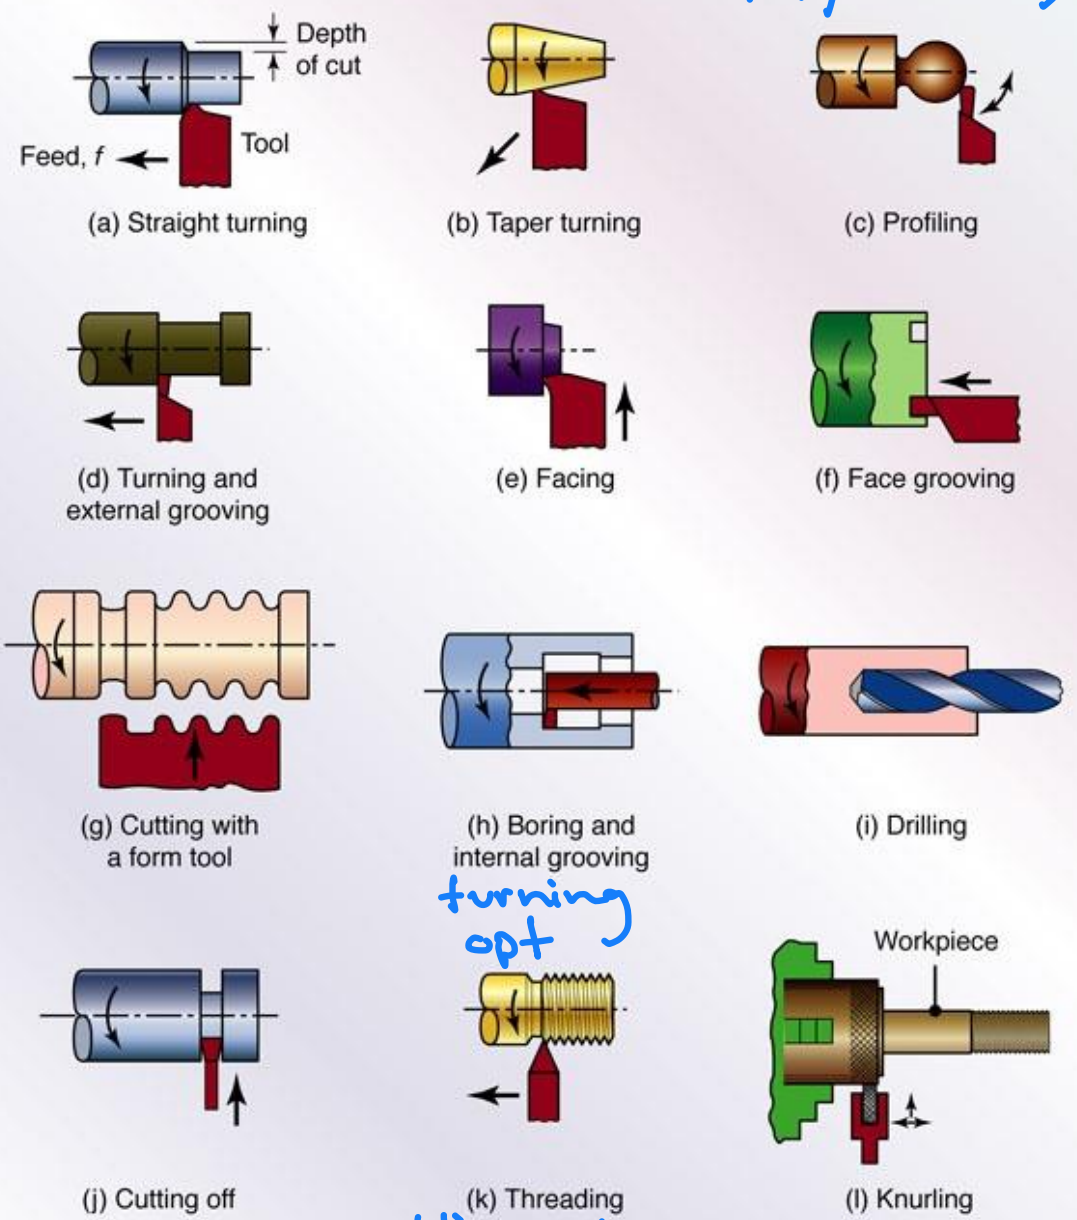 Depth
of cut
Feed, f
Tool
(a) Straight turning
(b) Taper turning
(c) Profiling
(d) Turning and
external grooving
(e) Facing
(f) Face grooving
(g) Cutting with
a form tool
(h) Boring and
internal grooving
(i) Drilling
turning
opt
Workpiece
(j) Cutting off
(k) Threading
(l) Knurling